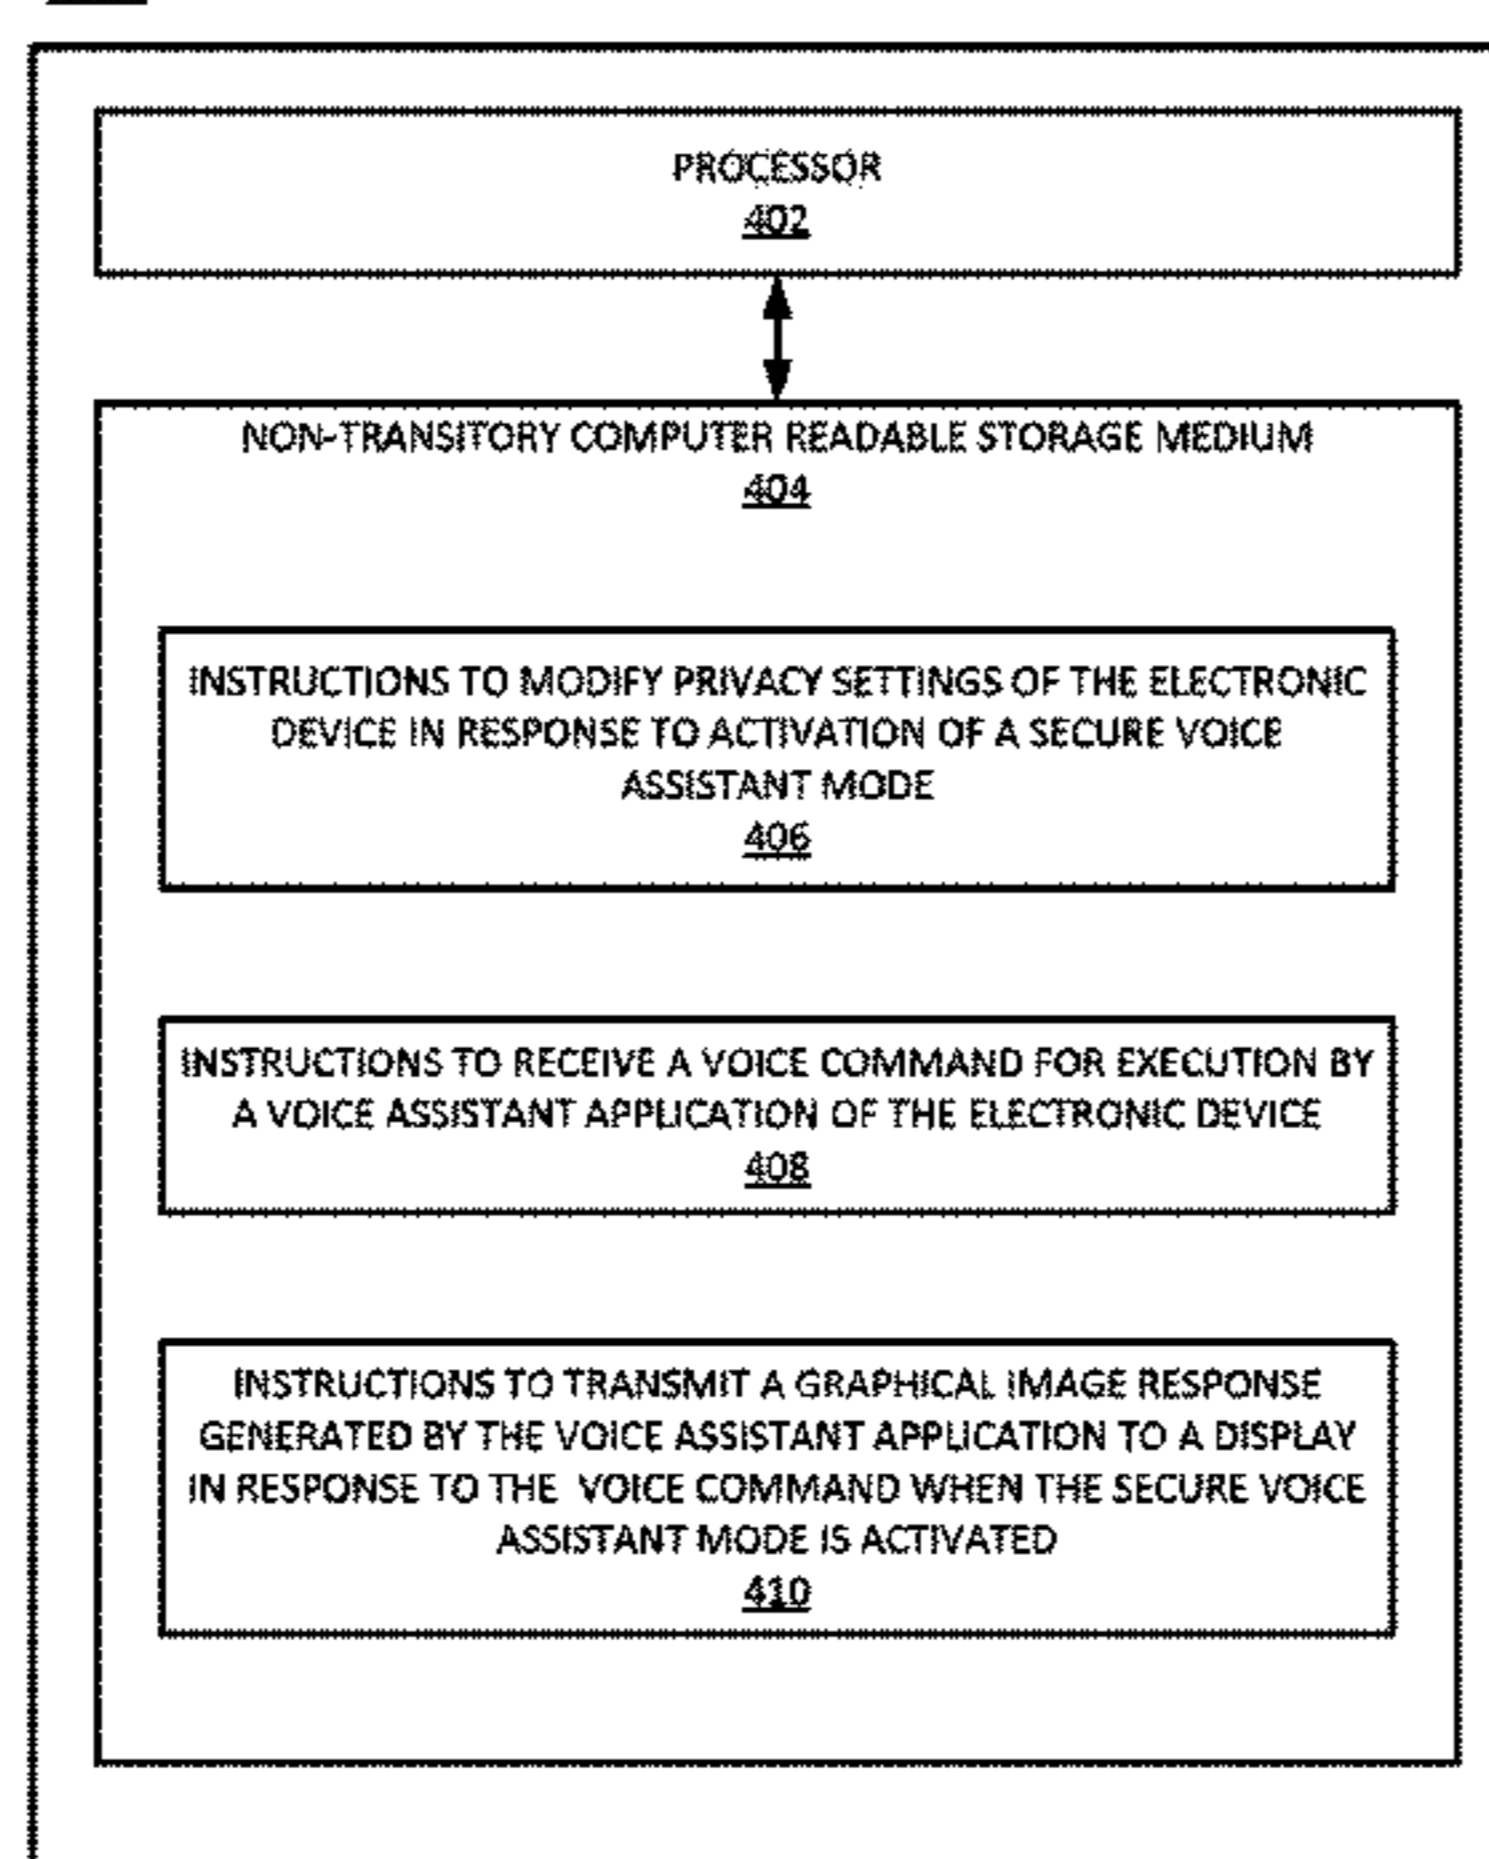 PROCESSOR
402
NON-TRANSITORY COMPUTER READABLE STORAGE MEDIUM
404
INSTRUCTIONS TO MODIFY PRIVACY SETTINGS OF THE ELECTRONIC
DEVICE IN RESPONSE TO ACTIVATION OF A SECURE VOICE
ASSISTANT MODE
406
INSTRUCTIONS TO RECEIVE A VOICE COMMAND FOR EXECUTION BY
A VOICE ASSISTANT APPLICATION OF THE ELECTRONIC DEVICE
408
INSTRUCTIONS TO TRANSMIT A GRAPHICAL IMAGE RESPONSE
GENERATED BY THE VOICE ASSISTANT APPLICATION TO A DISPLAY
IN RESPONSE TO THE VOICE COMMAND WHEN THE SECURE VOICE
ASSISTANT MODE IS ACTIVATED
410